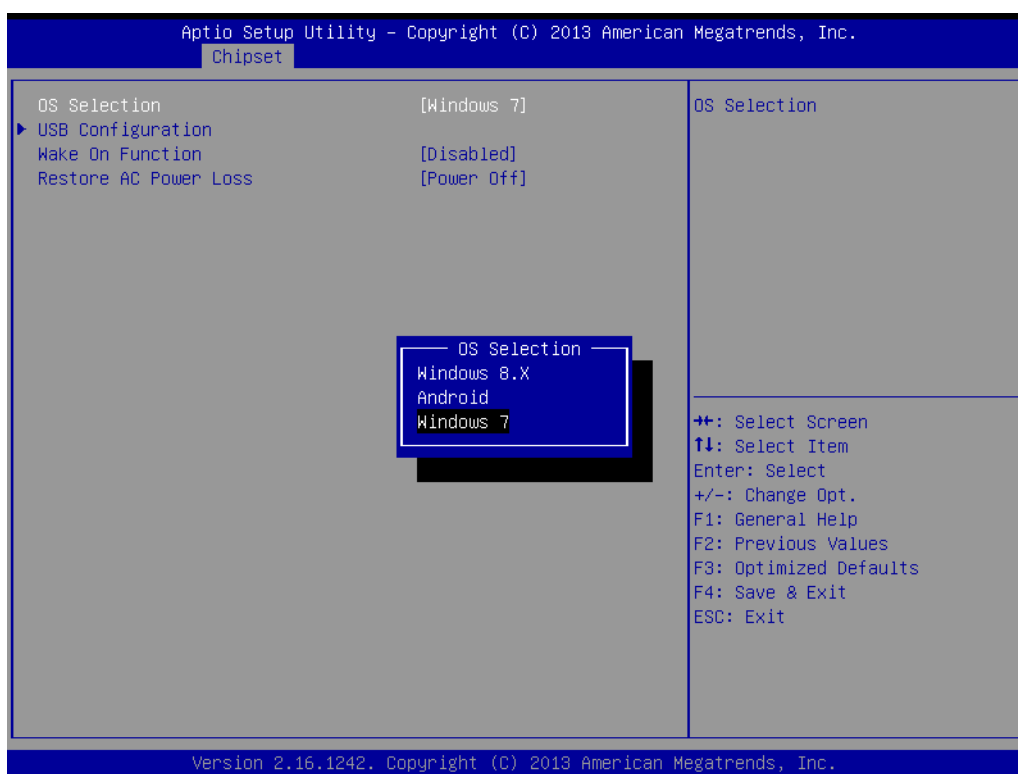 Aptio Setup Utility – Copyright (C) 2013 American Megatrends, Inc.
Chipset
OS Selection [Windows 7]
USB Configuration
Wake On Function [Disabled]
Restore AC Power Loss [Power Off]
OS Selection
OS Selection
Windows 8.X
Android
Windows 7
→←: Select Screen
↑↓: Select Item
Enter: Select
+/-: Change Opt.
F1: General Help
F2: Previous Values
F3: Optimized Defaults
F4: Save & Exit
ESC: Exit
Version 2.16.1242. Copyright (C) 2013 American Megatrends, Inc.